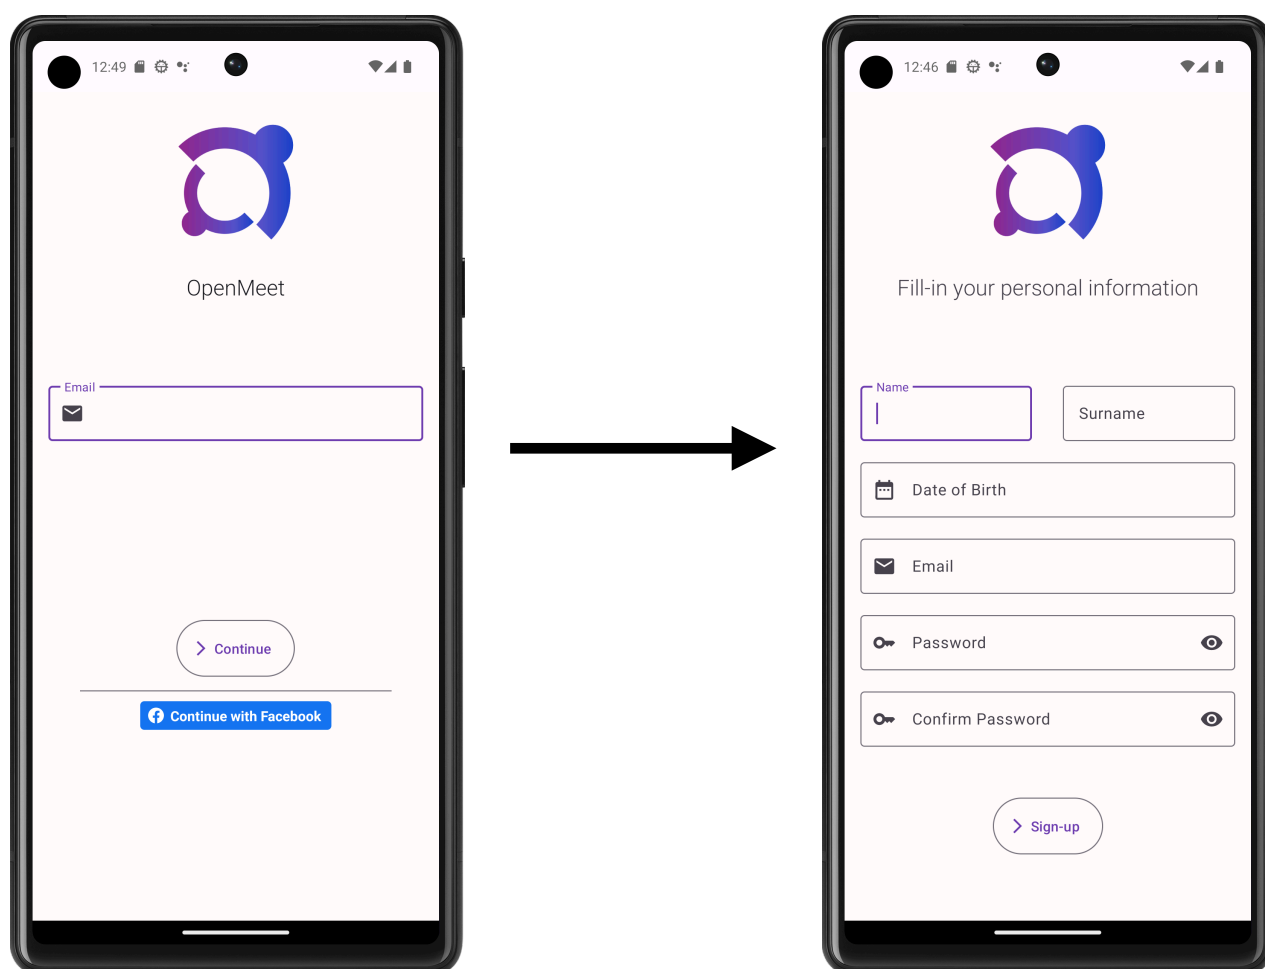 12:49
OpenMeet
Email
Continue
Continue with Facebook
12:46
Fill-in your personal information
Name
Surname
Date of Birth
Email
Password
Confirm Password
Sign-up